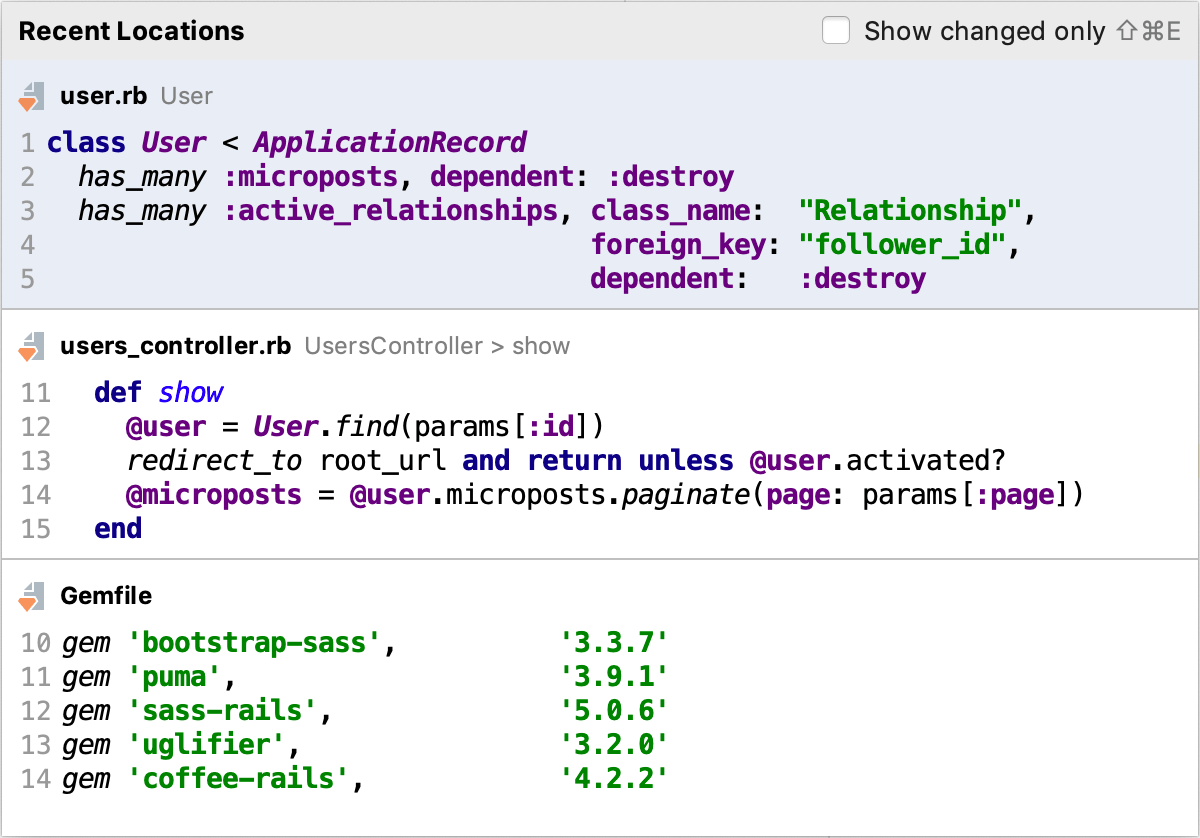 Recent Locations Show changed only ⇧⌘E
user.rb User
1 class User < ApplicationRecord
2   has_many :microposts, dependent: :destroy
3   has_many :active_relationships, class_name:  "Relationship",
4                                   foreign_key: "follower_id",
5                                   dependent:   :destroy
users_controller.rb UsersController > show
11   def show
12     @user = User.find(params[:id])
13     redirect_to root_url and return unless @user.activated?
14     @microposts = @user.microposts.paginate(page: params[:page])
15   end
Gemfile
10 gem 'bootstrap-sass',          '3.3.7'
11 gem 'puma',                    '3.9.1'
12 gem 'sass-rails',              '5.0.6'
13 gem 'uglifier',                '3.2.0'
14 gem 'coffee-rails',            '4.2.2'